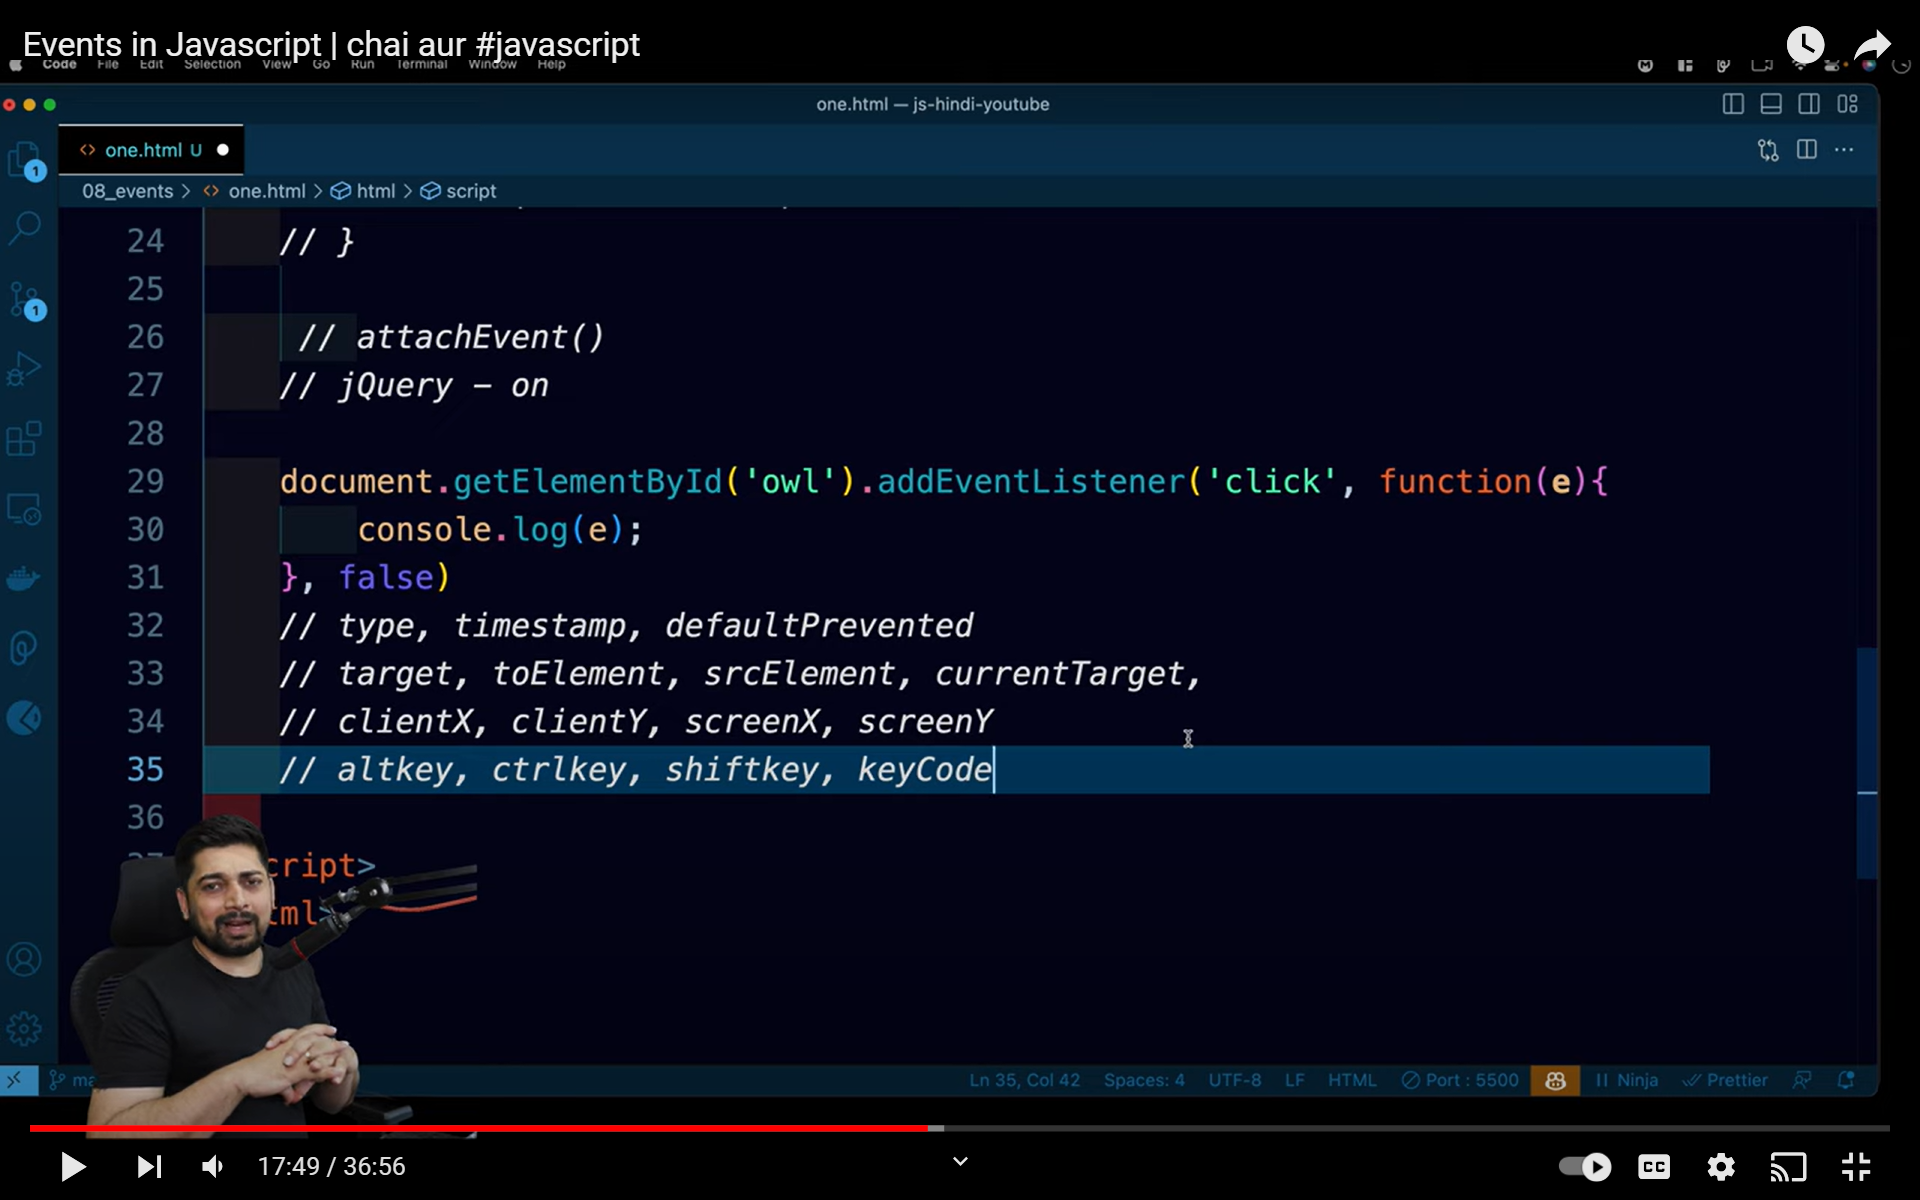 Events in Javascript | chai aur #javascript
Code File Edit Selection View Go Run Terminal Window Help
one.html — js-hindi-youtube
<> one.html U
08_events > <> one.html > html > script
24 // }
25
26 // attachEvent()
27 // jQuery - on
28
29 document.getElementById('owl').addEventListener('click', function(e){
30 console.log(e);
31 }, false)
32 // type, timestamp, defaultPrevented
33 // target, toElement, srcElement, currentTarget,
34 // clientX, clientY, screenX, screenY
35 // altkey, ctrlkey, shiftkey, keyCode
36
cript>
ml>
1
1
ma
Ln 35, Col 42 Spaces: 4 UTF-8 LF HTML Port : 5500 Ninja Prettier
17:49 / 36:56
CC